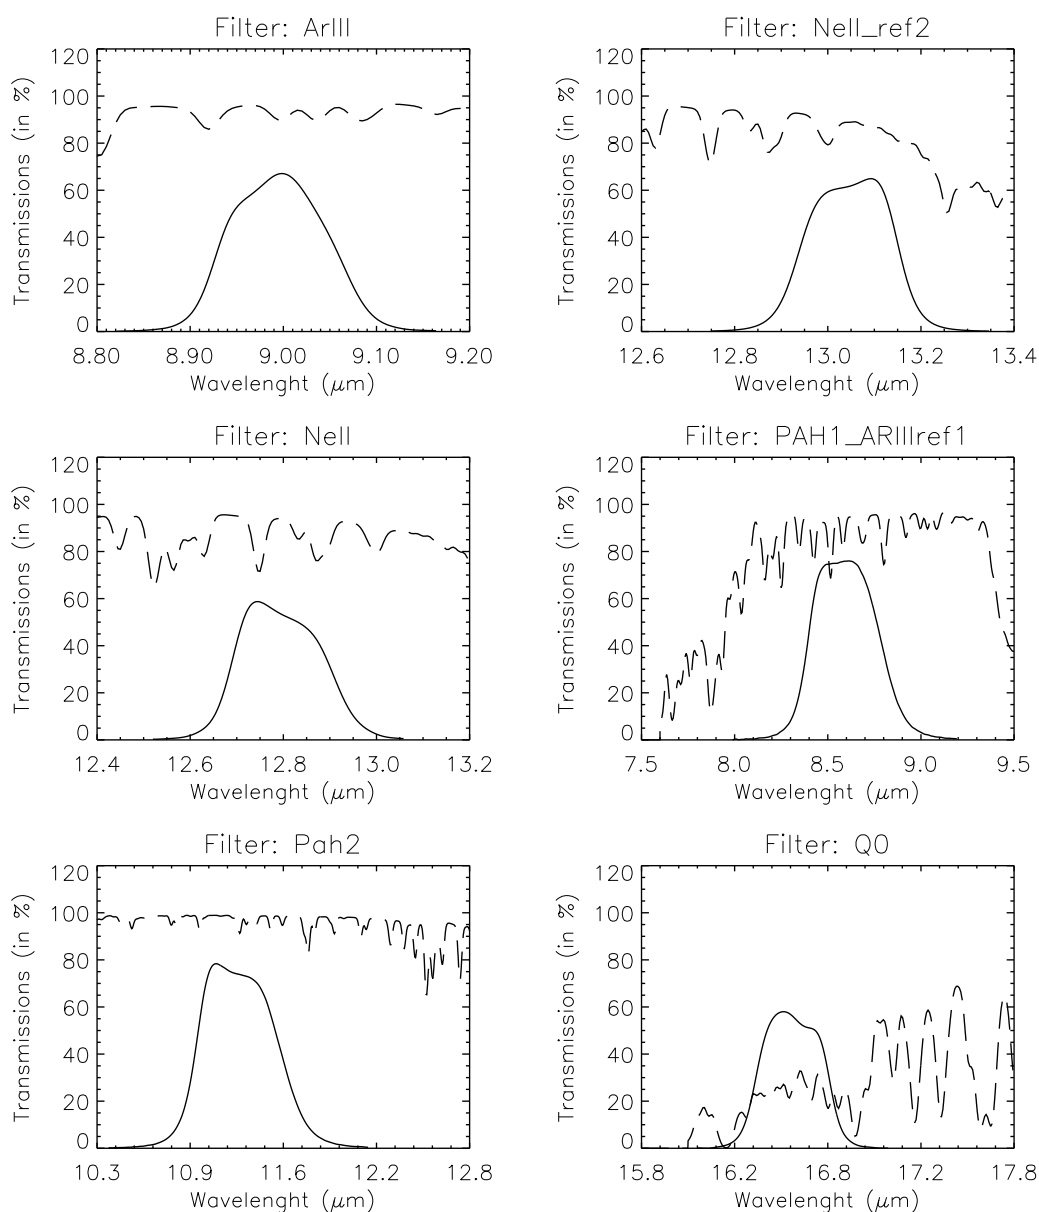 Filter: ArIII
Transmissions (in %)
120
100
80
60
40
20
0
8.80 8.90 9.00 9.10 9.20
Wavelenght (μm)
Filter: NeII_ref2
Transmissions (in %)
120
100
80
60
40
20
0
12.6 12.8 13.0 13.2 13.4
Wavelenght (μm)
Filter: NeII
Transmissions (in %)
120
100
80
60
40
20
0
12.4 12.6 12.8 13.0 13.2
Wavelenght (μm)
Filter: PAH1_ARIIIref1
Transmissions (in %)
120
100
80
60
40
20
0
7.5 8.0 8.5 9.0 9.5
Wavelenght (μm)
Filter: Pah2
Transmissions (in %)
120
100
80
60
40
20
0
10.3 10.9 11.6 12.2 12.8
Wavelenght (μm)
Filter: Q0
Transmissions (in %)
120
100
80
60
40
20
0
15.8 16.2 16.8 17.2 17.8
Wavelenght (μm)